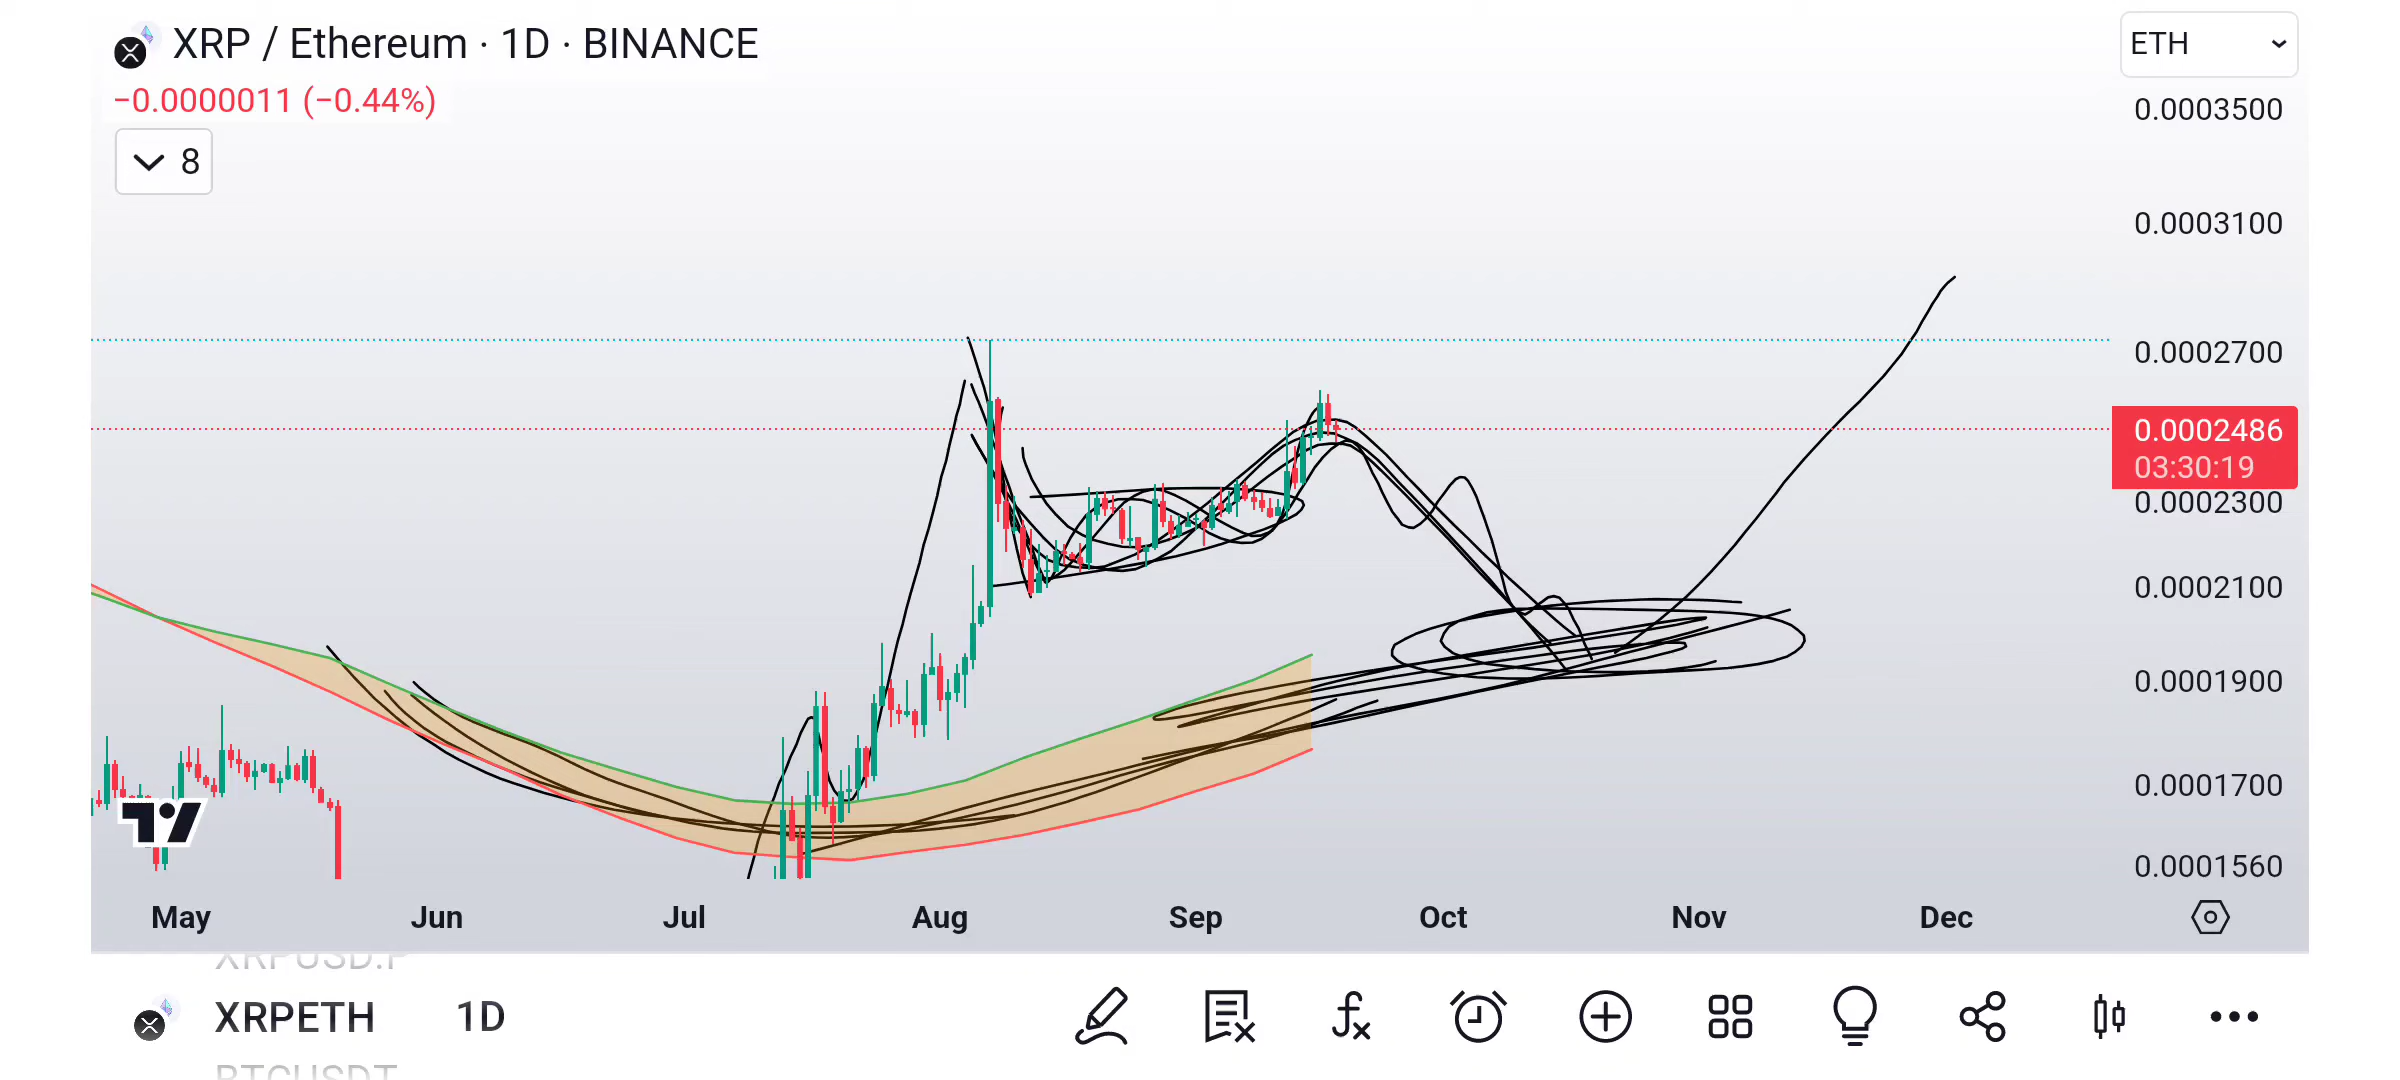 XRP / Ethereum · 1D · BINANCE
ETH
−0.0000011 (−0.44%)
8
0.0003500
0.0003100
0.0002700
0.0002486
03:30:19
0.0002300
0.0002100
0.0001900
0.0001700
0.0001560
May Jun Jul Aug Sep Oct Nov Dec
XRPUSD.P
XRPETH 1D
BTCUSDT